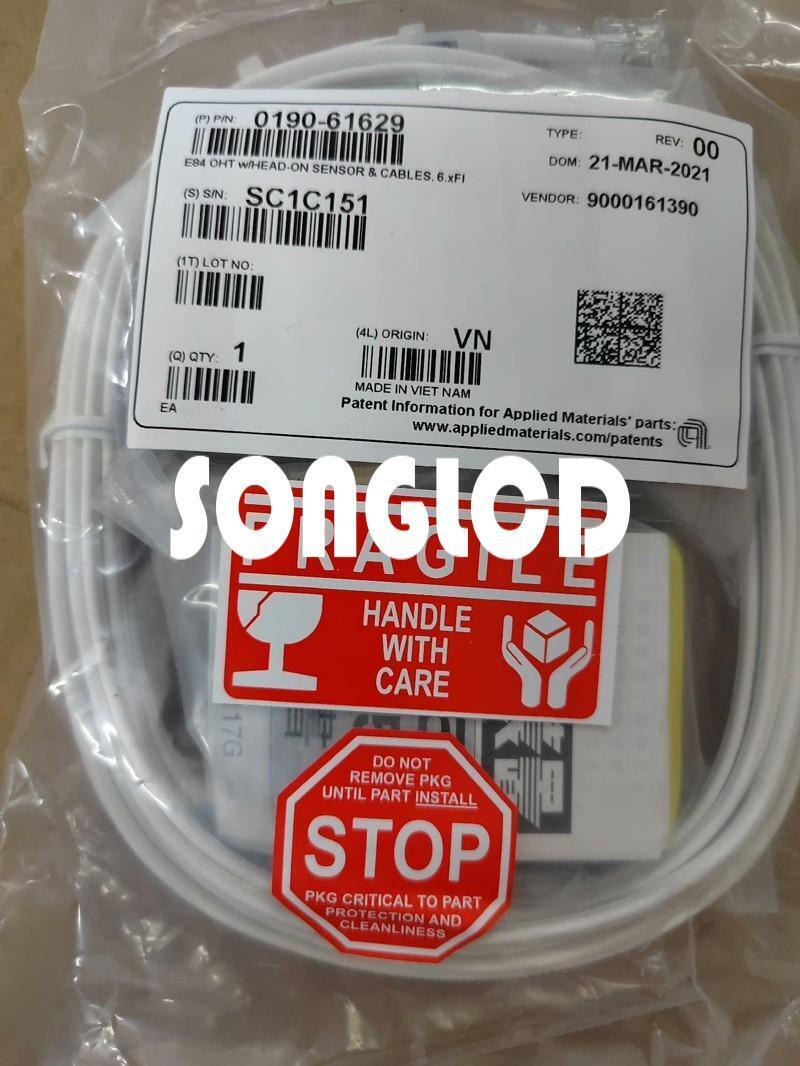 (P) P/N: 0190-61629
TYPE:
REV: 00
E84 OHT w/HEAD-ON SENSOR & CABLES, 6.xFI
DOM: 21-MAR-2021
(S) S/N: SC1C151
VENDOR: 9000161390
(1T) LOT NO:
(Q) QTY: 1
(4L) ORIGIN: VN
EA
MADE IN VIET NAM
Patent Information for Applied Materials' parts:
www.appliedmaterials.com/patents
SONGLCD
FRAGILE
HANDLE
WITH
CARE
17G
DO NOT
REMOVE PKG
UNTIL PART INSTALL
STOP
PKG CRITICAL TO PART
PROTECTION AND
CLEANLINESS